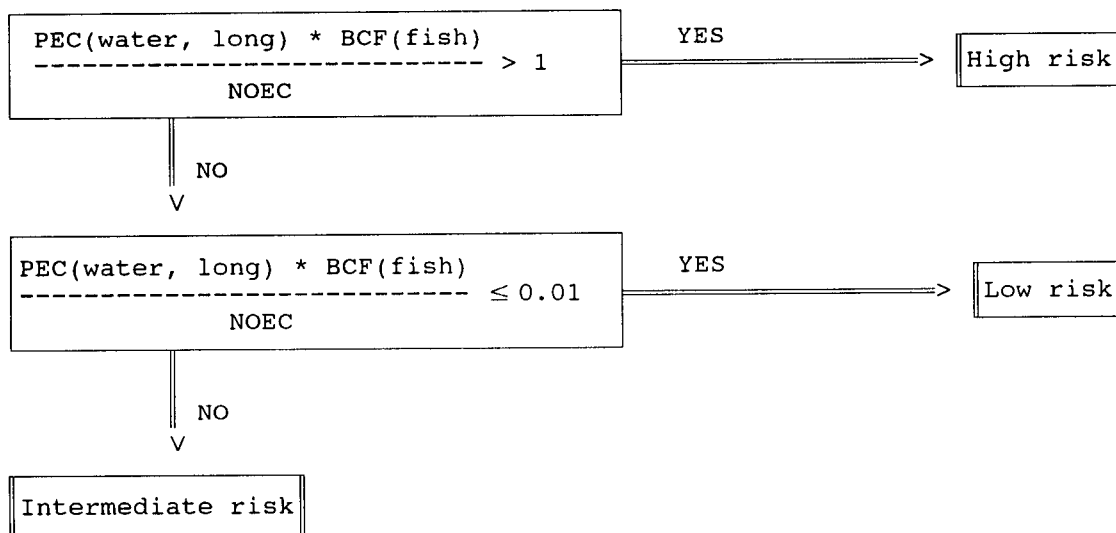 PEC(water, long) * BCF(fish)
------------------------------- > 1
NOEC
YES
High risk
NO
PEC(water, long) * BCF(fish)
------------------------------- ≤ 0.01
NOEC
YES
Low risk
NO
Intermediate risk